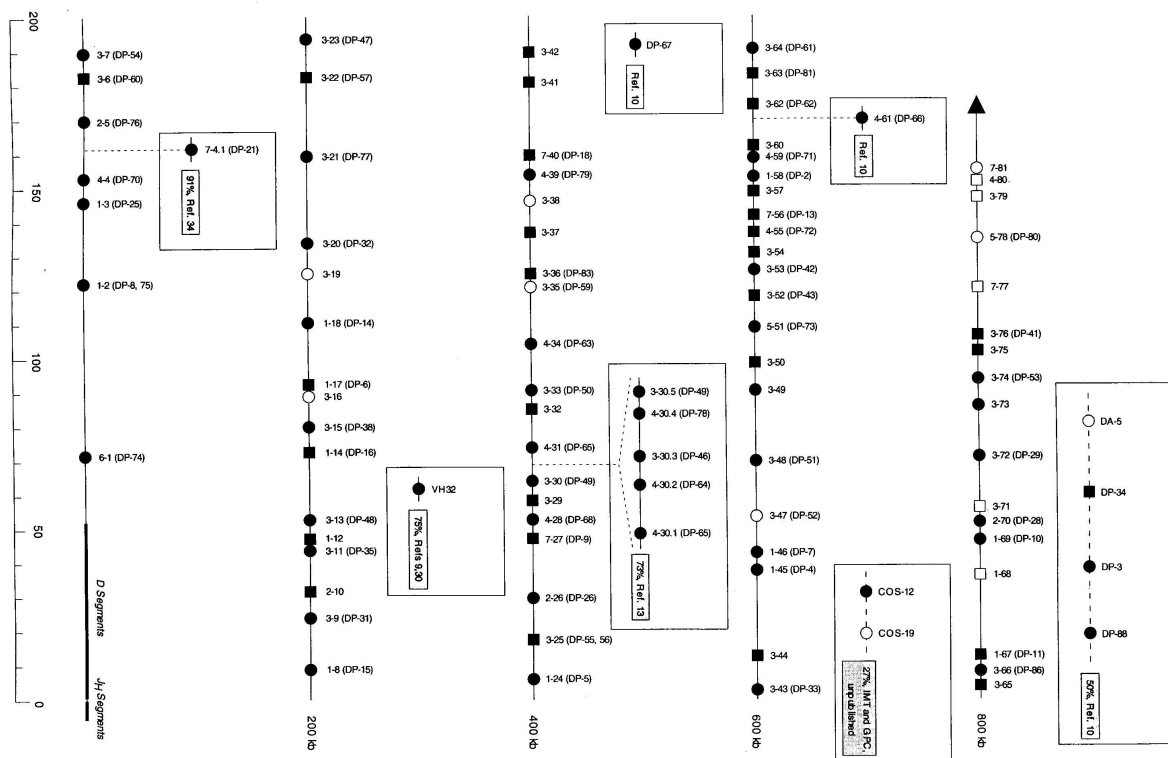 200
150
100
50
0
3-7 (DP-54)
3-6 (DP-60)
2-5 (DP-76)
4-4 (DP-70)
1-3 (DP-25)
1-2 (DP-8, 75)
6-1 (DP-74)
D Segments
JH Segments
7-4.1 (DP-21)
91%, Ref. 34
3-23 (DP-47)
3-22 (DP-57)
3-21 (DP-77)
3-20 (DP-32)
3-19
1-18 (DP-14)
1-17 (DP-6)
3-16
3-15 (DP-38)
1-14 (DP-16)
3-13 (DP-48)
1-12
3-11 (DP-35)
2-10
3-9 (DP-31)
1-8 (DP-15)
200 kb
VH32
75%, Refs 9,30
3-42
3-41
7-40 (DP-18)
4-39 (DP-79)
3-38
3-37
3-36 (DP-83)
3-35 (DP-59)
4-34 (DP-63)
3-33 (DP-50)
3-32
4-31 (DP-65)
3-30 (DP-49)
3-29
4-28 (DP-68)
7-27 (DP-9)
2-26 (DP-26)
3-25 (DP-55, 56)
1-24 (DP-5)
400 kb
DP-67
Ref. 10
3-30.5 (DP-49)
4-30.4 (DP-78)
3-30.3 (DP-46)
4-30.2 (DP-64)
4-30.1 (DP-65)
73%, Ref. 13
3-64 (DP-61)
3-63 (DP-81)
3-62 (DP-62)
3-60
4-59 (DP-71)
1-58 (DP-2)
3-57
7-56 (DP-13)
4-55 (DP-72)
3-54
3-53 (DP-42)
3-52 (DP-43)
5-51 (DP-73)
3-50
3-49
3-48 (DP-51)
3-47 (DP-52)
1-46 (DP-7)
1-45 (DP-4)
3-44
3-43 (DP-33)
600 kb
4-61 (DP-66)
Ref. 10
COS-12
COS-19
27%, IMT and GPC,
unpublished
7-81
4-80
3-79
5-78 (DP-80)
7-77
3-76 (DP-41)
3-75
3-74 (DP-53)
3-73
3-72 (DP-29)
3-71
2-70 (DP-28)
1-69 (DP-10)
1-68
1-67 (DP-11)
3-66 (DP-86)
3-65
800 kb
DA-5
DP-34
DP-3
DP-88
50%, Ref. 10